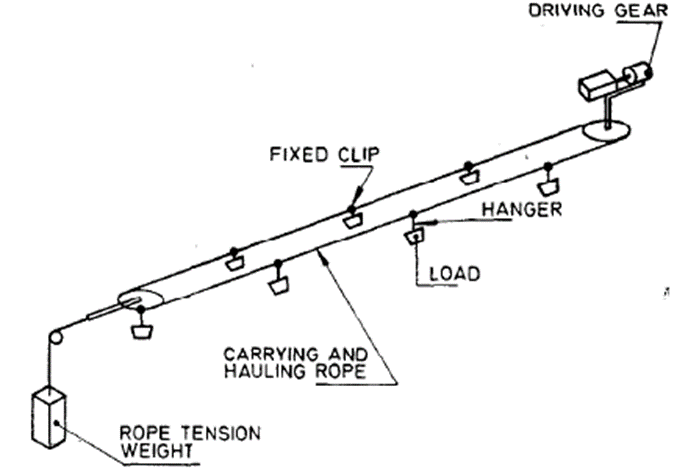 DRIVING GEAR
FIXED CLIP
HANGER
LOAD
CARRYING AND
HAULING ROPE
ROPE TENSION
WEIGHT